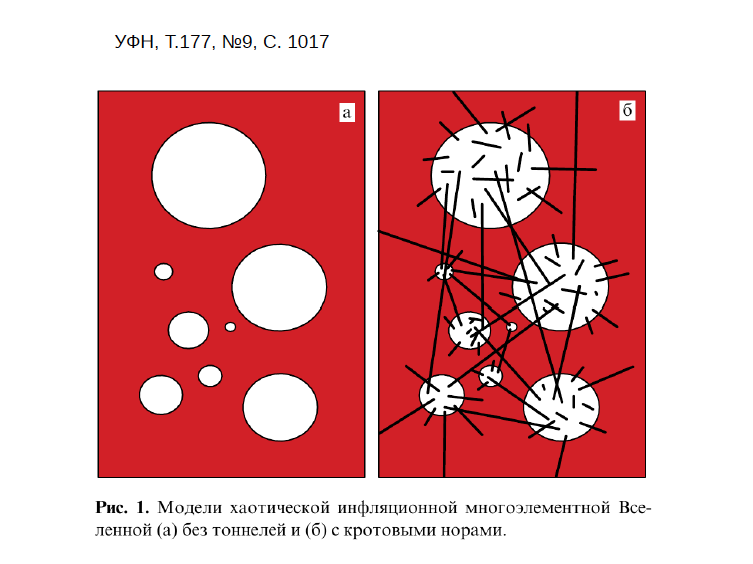 УФН, Т.177, №9, С. 1017
а
б
Рис. 1. Модели хаотической инфляционной многоэлементной Все-
ленной (а) без тоннелей и (б) с кротовыми норами.